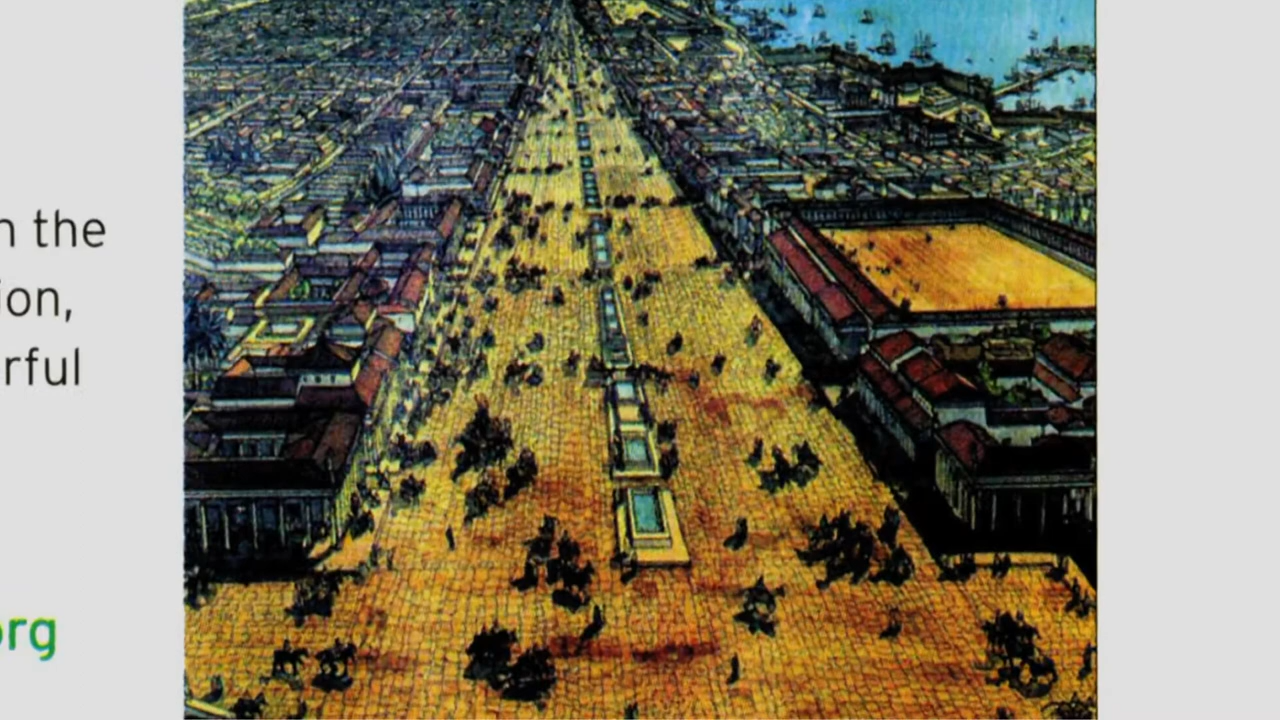 n the
ion,
rful
org